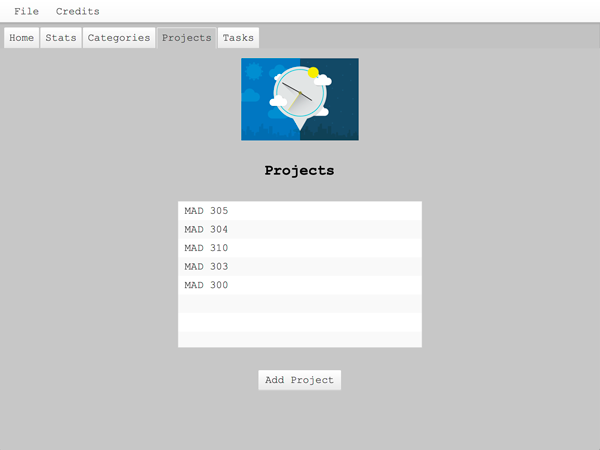 File Credits
Home Stats Categories Projects Tasks
Projects
MAD 305
MAD 304
MAD 310
MAD 303
MAD 300
Add Project